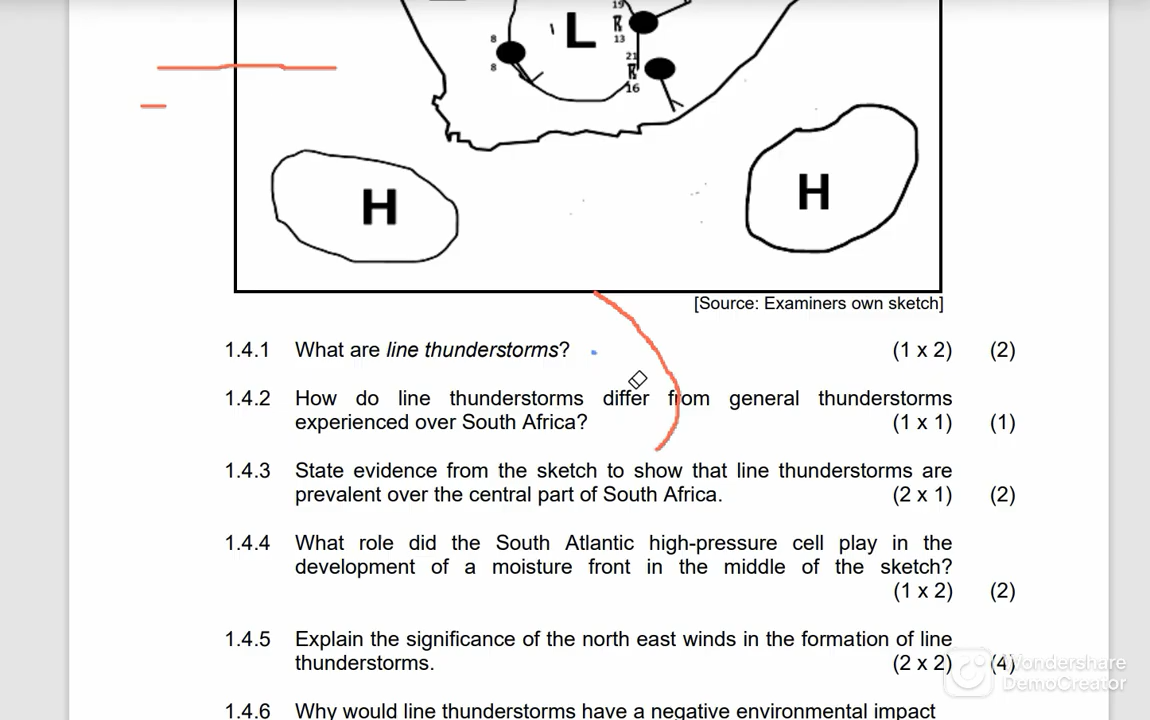 19
R
13
8
L
21
8
R
16
H
H
[Source: Examiners own sketch]
1.4.1 What are line thunderstorms? (1 x 2) (2)
1.4.2 How do line thunderstorms differ from general thunderstorms
experienced over South Africa? (1 x 1) (1)
1.4.3 State evidence from the sketch to show that line thunderstorms are
prevalent over the central part of South Africa. (2 x 1) (2)
1.4.4 What role did the South Atlantic high-pressure cell play in the
development of a moisture front in the middle of the sketch?
(1 x 2) (2)
1.4.5 Explain the significance of the north east winds in the formation of line
thunderstorms. (2 x 2) (4)
1.4.6 Why would line thunderstorms have a negative environmental impact
Wondershare
DemoCreator